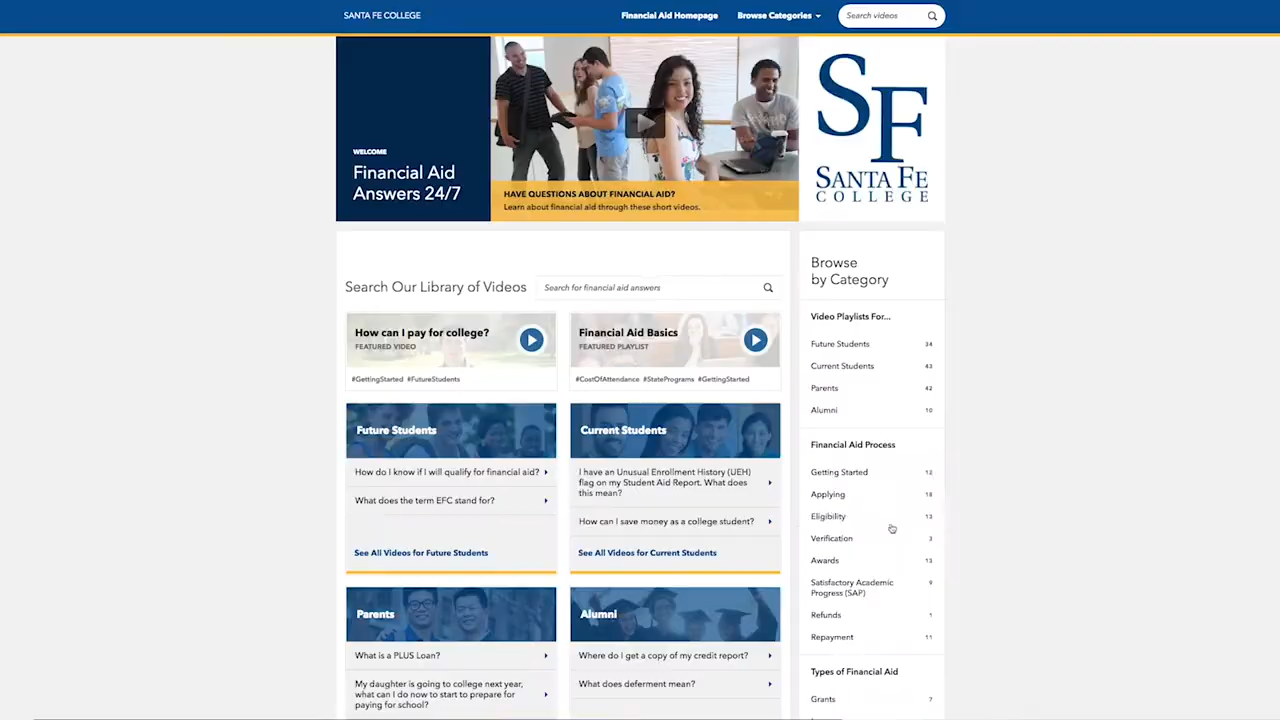 SANTA FE COLLEGE
Financial Aid Homepage
Browse Categories
Search videos
WELCOME
Financial Aid
Answers 24/7
HAVE QUESTIONS ABOUT FINANCIAL AID?
Learn about financial aid through these short videos.
SF
SANTA FE
COLLEGE
Search Our Library of Videos
Search for financial aid answers
How can I pay for college?
FEATURED VIDEO
#GettingStarted #FutureStudents
Financial Aid Basics
FEATURED PLAYLIST
#CostOfAttendance #StatePrograms #GettingStarted
Future Students
How do I know if I will qualify for financial aid?
What does the term EFC stand for?
See All Videos for Future Students
Current Students
I have an Unusual Enrollment History (UEH)
flag on my Student Aid Report. What does
this mean?
How can I save money as a college student?
See All Videos for Current Students
Parents
What is a PLUS Loan?
My daughter is going to college next year,
what can I do now to start to prepare for
paying for school?
Alumni
Where do I get a copy of my credit report?
What does deferment mean?
Browse
by Category
Video Playlists For...
Future Students 34
Current Students 43
Parents 42
Alumni 10
Financial Aid Process
Getting Started 12
Applying 18
Eligibility 13
Verification 3
Awards 13
Satisfactory Academic 9
Progress (SAP)
Refunds 1
Repayment 11
Types of Financial Aid
Grants 7